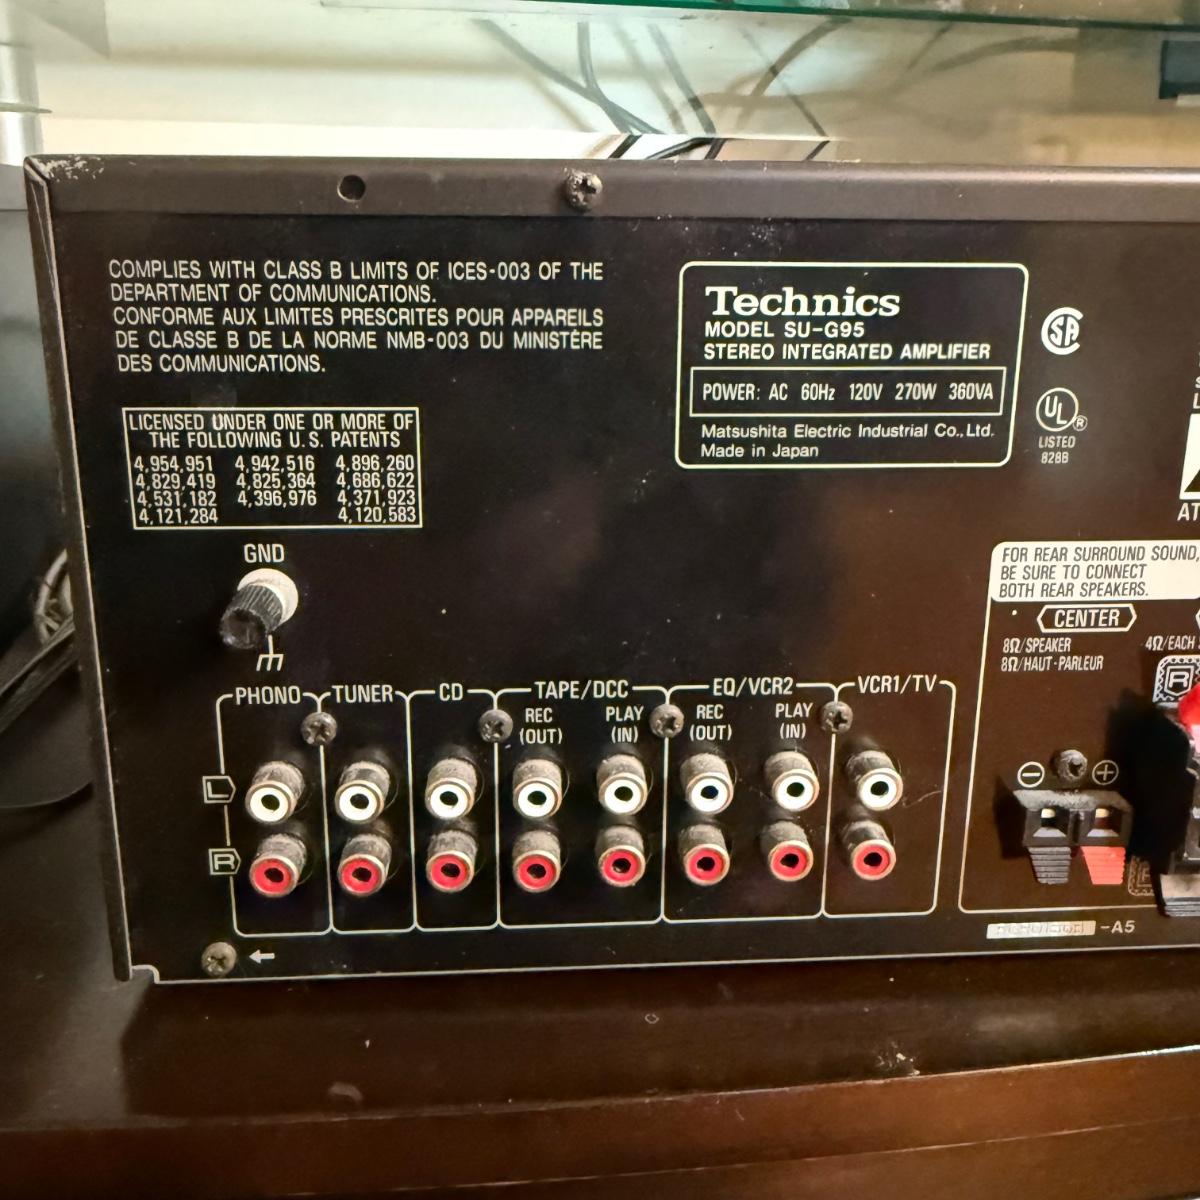 COMPLIES WITH CLASS B LIMITS OF ICES-003 OF THE
DEPARTMENT OF COMMUNICATIONS.
CONFORME AUX LIMITES PRESCRITES POUR APPAREILS
DE CLASSE B DE LA NORME NMB-003 DU MINISTÈRE
DES COMMUNICATIONS.
Technics
MODEL SU-G95
STEREO INTEGRATED AMPLIFIER
POWER: AC 60Hz 120V 270W 360VA
Matsushita Electric Industrial Co., Ltd.
Made in Japan
SA
UL®
LISTED
828B
LICENSED UNDER ONE OR MORE OF
THE FOLLOWING U.S. PATENTS
4,954,951 4,942,516 4,896,260
4,829,419 4,825,364 4,686,622
4,531,182 4,396,976 4,371,923
4,121,284 4,120,583
GND
FOR REAR SURROUND SOUND,
BE SURE TO CONNECT
BOTH REAR SPEAKERS.
CENTER
8Ω/SPEAKER
8Ω/HAUT-PARLEUR
4Ω/EACH
R
PHONO TUNER CD TAPE/DCC EQ/VCR2 VCR1/TV
REC (OUT) PLAY (IN) REC (OUT) PLAY (IN)
L
R
− +
-A5